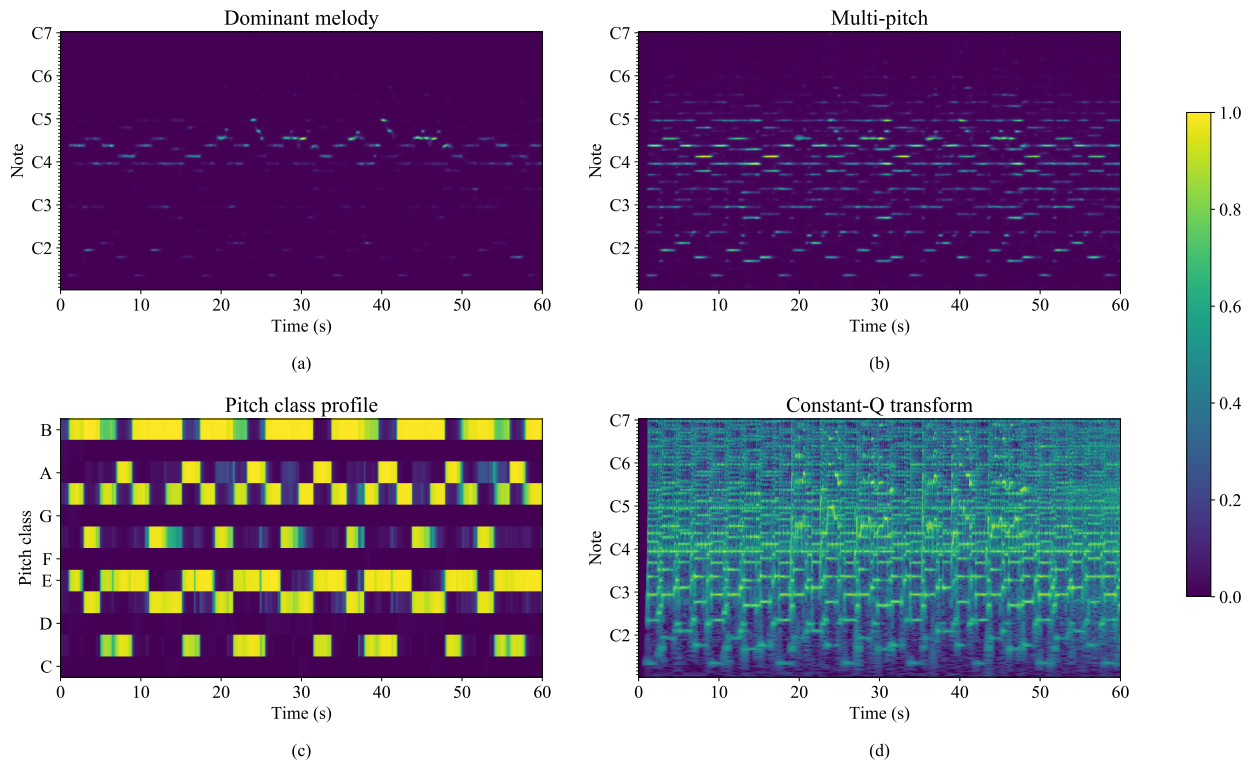 Dominant melody
C7
C6
C5
C4
C3
C2
Note
0 10 20 30 40 50 60
Time (s)
(a)
Multi-pitch
C7
C6
C5
C4
C3
C2
Note
0 10 20 30 40 50 60
Time (s)
(b)
1.0
0.8
0.6
0.4
0.2
0.0
Pitch class profile
B
A
G
F
E
D
C
Pitch class
0 10 20 30 40 50 60
Time (s)
(c)
Constant-Q transform
C7
C6
C5
C4
C3
C2
Note
0 10 20 30 40 50 60
Time (s)
(d)